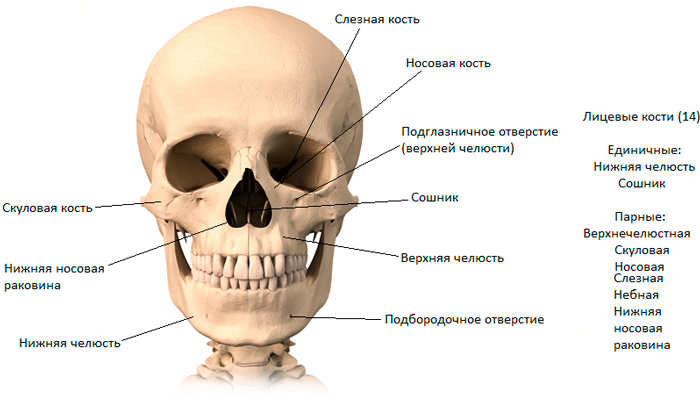 Слезная кость
Носовая кость
Подглазничное отверстие
(верхней челюсти)
Скуловая кость
Сошник
Нижняя носовая
раковина
Верхняя челюсть
Нижняя челюсть
Подбородочное отверстие
Лицевые кости (14)
Единичные:
Нижняя челюсть
Сошник
Парные:
Верхнечелюстная
Скуловая
Носовая
Слезная
Небная
Нижняя
носовая
раковина